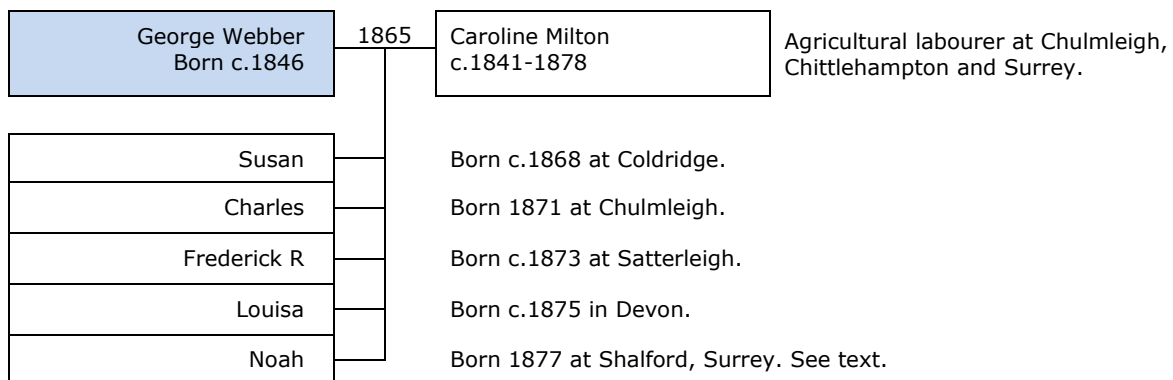 George Webber
Born c.1846
1865
Caroline Milton
c.1841-1878
Agricultural labourer at Chulmleigh,
Chittlehampton and Surrey.
Susan
Born c.1868 at Coldridge.
Charles
Born 1871 at Chulmleigh.
Frederick R
Born c.1873 at Satterleigh.
Louisa
Born c.1875 in Devon.
Noah
Born 1877 at Shalford, Surrey. See text.